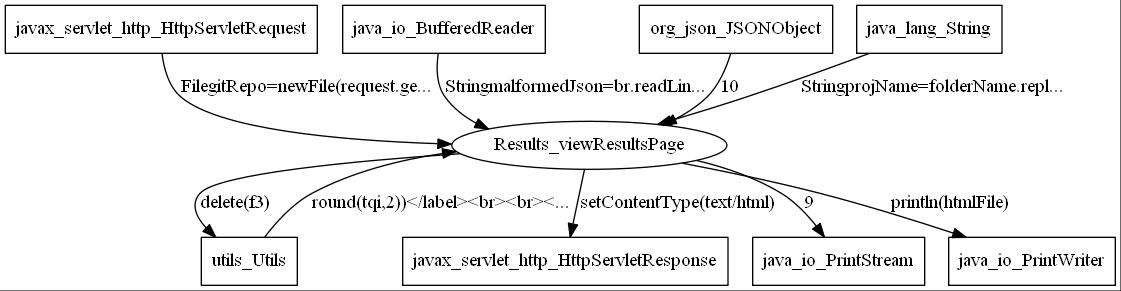 javax_servlet_http_HttpServletRequest java_io_BufferedReader org_json_JSONObject java_lang_String
FilegitRepo=newFile(request.ge... StringmalformedJson=br.readLin... 10 StringprojName=folderName.repl...
Results_viewResultsPage
delete(f3) round(tqi,2))</label><br><br><... setContentType(text/html) 9 println(htmlFile)
utils_Utils javax_servlet_http_HttpServletResponse java_io_PrintStream java_io_PrintWriter